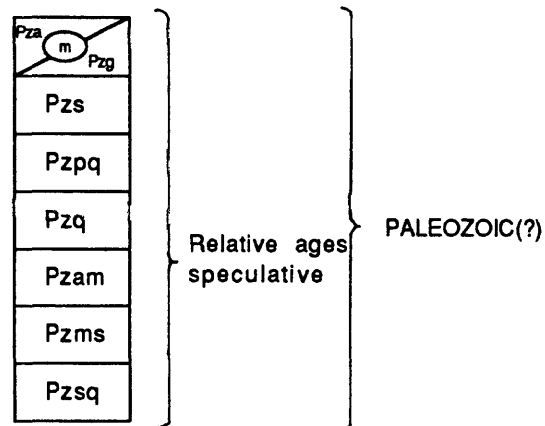 Pza
m
Pzg
Pzs
Pzpq
Pzq
Pzam
Pzms
Pzsq
Relative ages
speculative
PALEOZOIC(?)